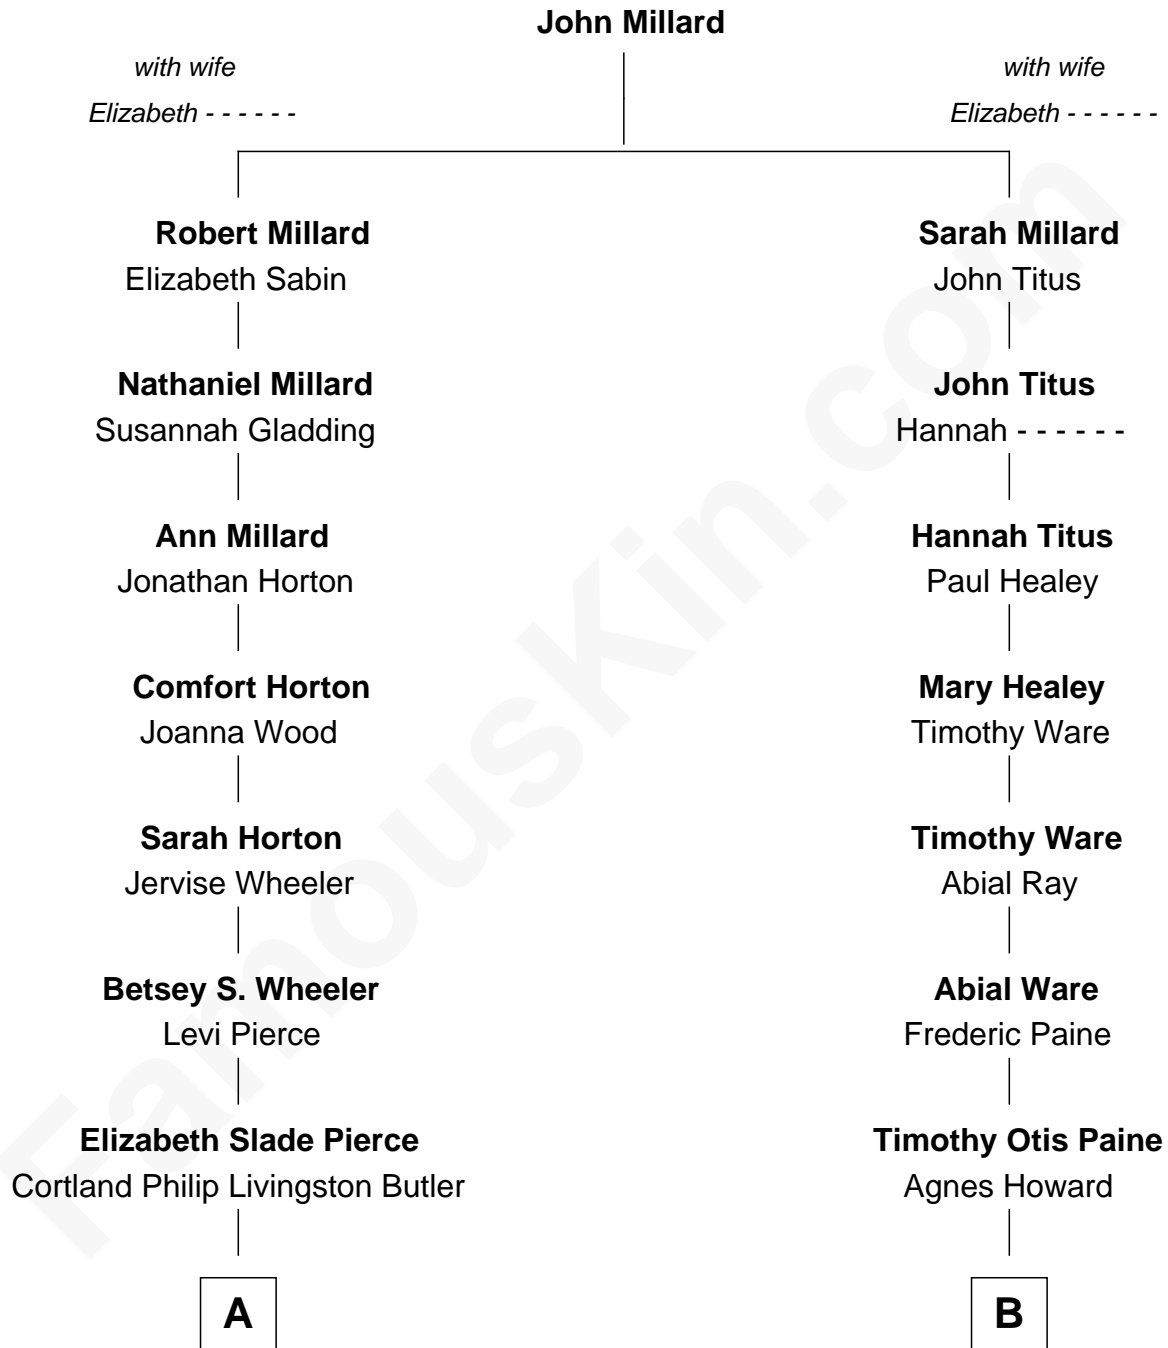 John Millard
with wife
Elizabeth - - - - - -
with wife
Elizabeth - - - - - -
Robert Millard
Elizabeth Sabin
Sarah Millard
John Titus
Nathaniel Millard
Susannah Gladding
John Titus
Hannah - - - - - -
Ann Millard
Jonathan Horton
Hannah Titus
Paul Healey
Comfort Horton
Joanna Wood
Mary Healey
Timothy Ware
Sarah Horton
Jervise Wheeler
Timothy Ware
Abial Ray
Betsey S. Wheeler
Levi Pierce
Abial Ware
Frederic Paine
Elizabeth Slade Pierce
Cortland Philip Livingston Butler
Timothy Otis Paine
Agnes Howard
A
B
FamousKin.com